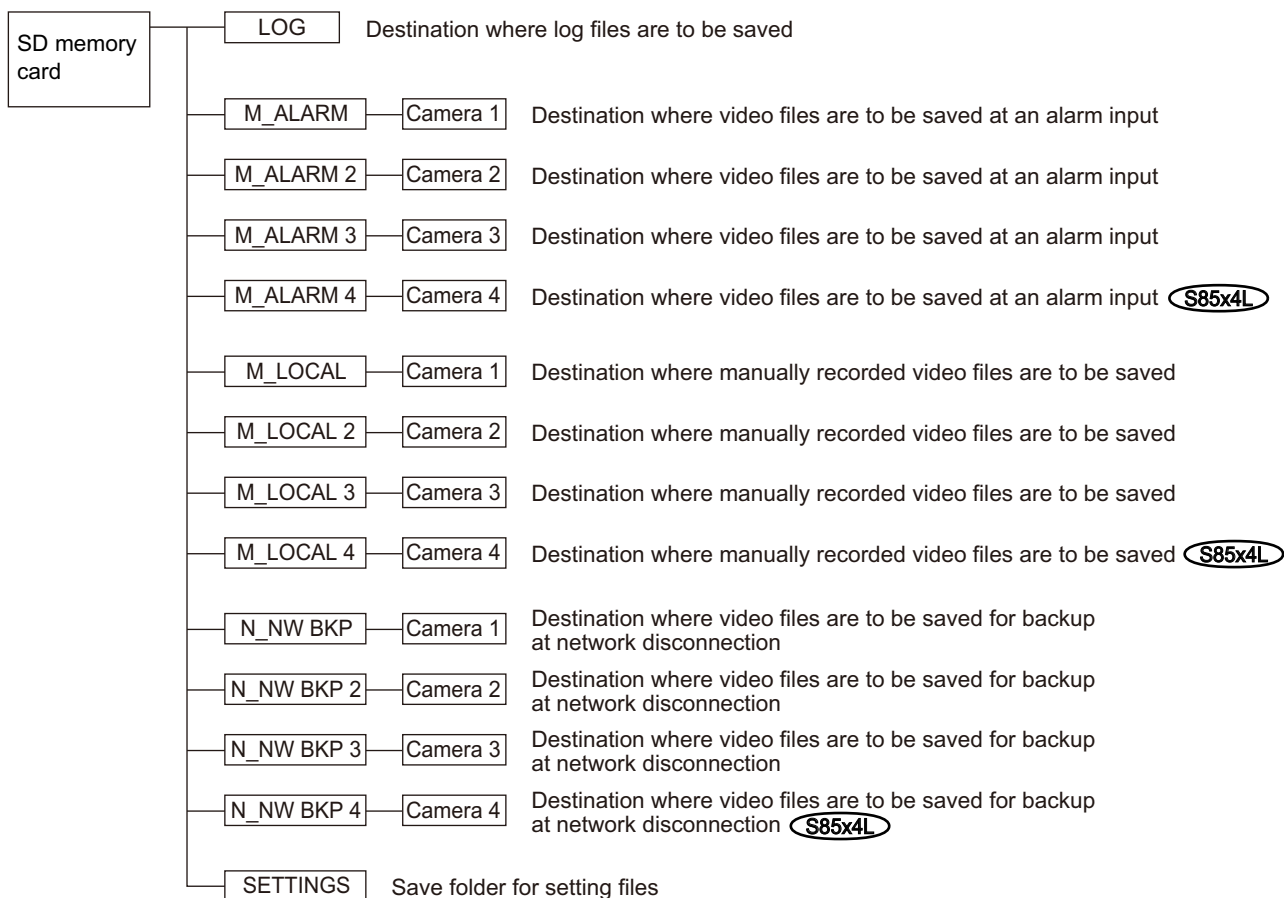 SD memory
card
LOG Destination where log files are to be saved
M_ALARM Camera 1 Destination where video files are to be saved at an alarm input
M_ALARM 2 Camera 2 Destination where video files are to be saved at an alarm input
M_ALARM 3 Camera 3 Destination where video files are to be saved at an alarm input
M_ALARM 4 Camera 4 Destination where video files are to be saved at an alarm input S85x4L
M_LOCAL Camera 1 Destination where manually recorded video files are to be saved
M_LOCAL 2 Camera 2 Destination where manually recorded video files are to be saved
M_LOCAL 3 Camera 3 Destination where manually recorded video files are to be saved
M_LOCAL 4 Camera 4 Destination where manually recorded video files are to be saved S85x4L
N_NW BKP Camera 1 Destination where video files are to be saved for backup
at network disconnection
N_NW BKP 2 Camera 2 Destination where video files are to be saved for backup
at network disconnection
N_NW BKP 3 Camera 3 Destination where video files are to be saved for backup
at network disconnection
N_NW BKP 4 Camera 4 Destination where video files are to be saved for backup
at network disconnection S85x4L
SETTINGS Save folder for setting files